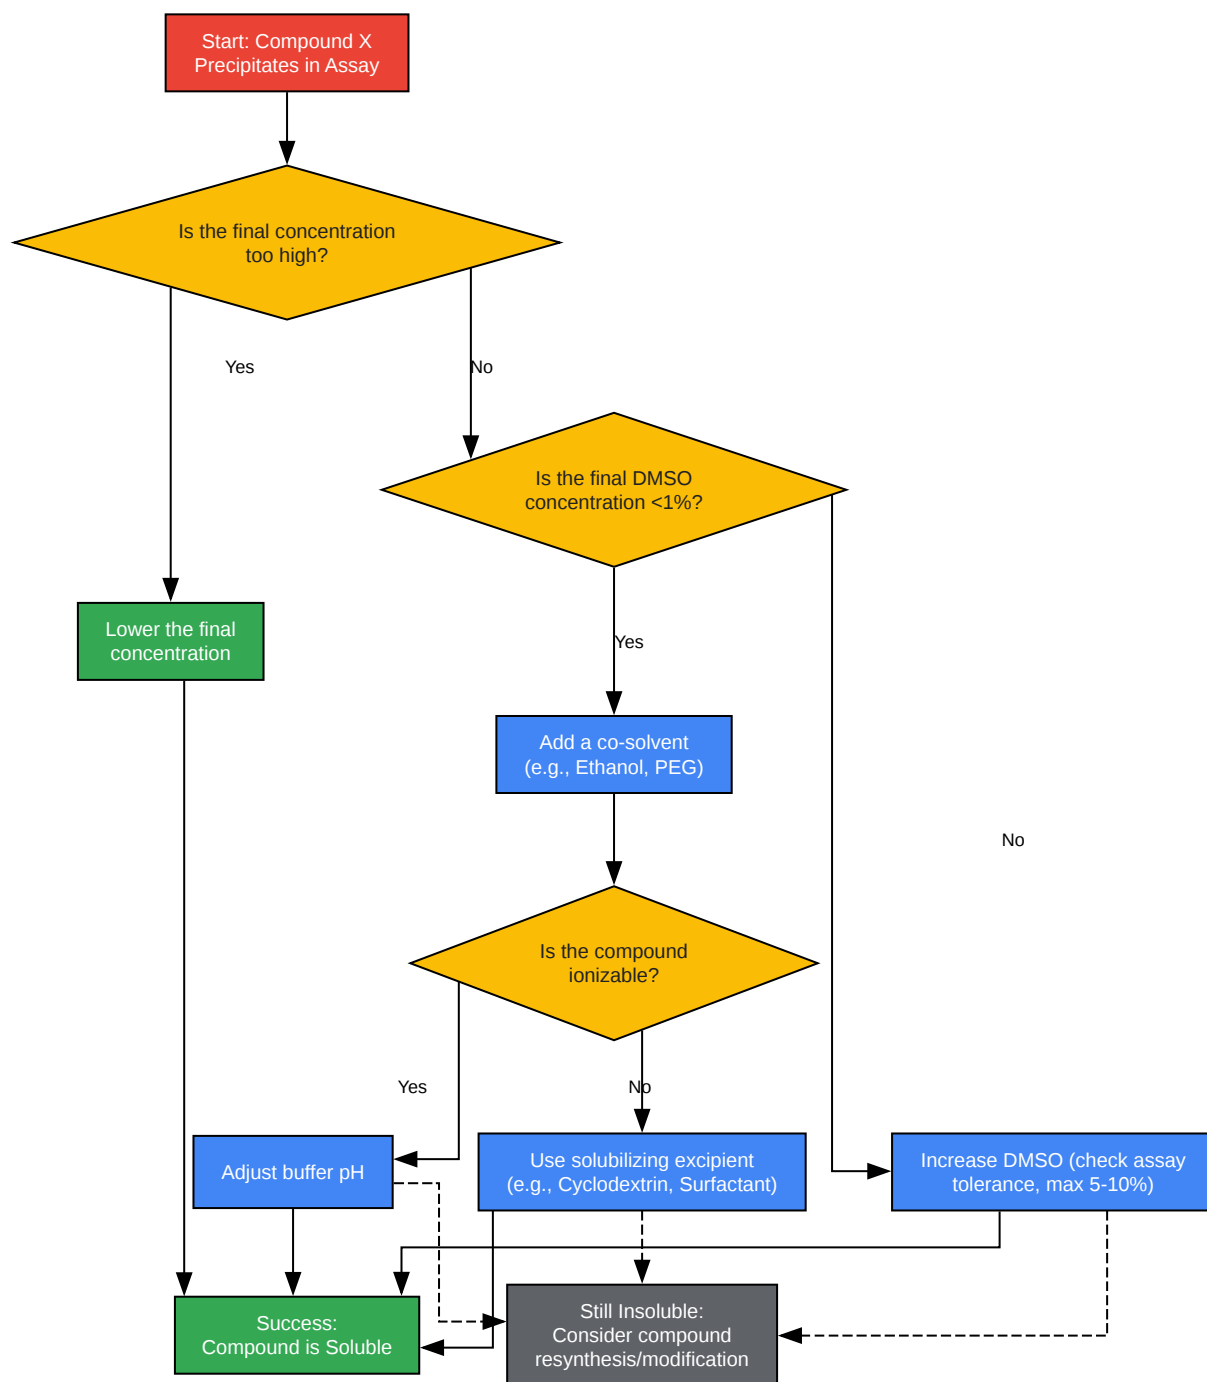 Start: Compound X
Precipitates in Assay
Is the final concentration
too high?
Yes
No
Is the final DMSO
concentration <1%?
Lower the final
concentration
Yes
Add a co-solvent
(e.g., Ethanol, PEG)
No
Is the compound
ionizable?
Yes
No
Adjust buffer pH
Use solubilizing excipient
(e.g., Cyclodextrin, Surfactant)
Increase DMSO (check assay
tolerance, max 5-10%)
Success:
Compound is Soluble
Still Insoluble:
Consider compound
resynthesis/modification